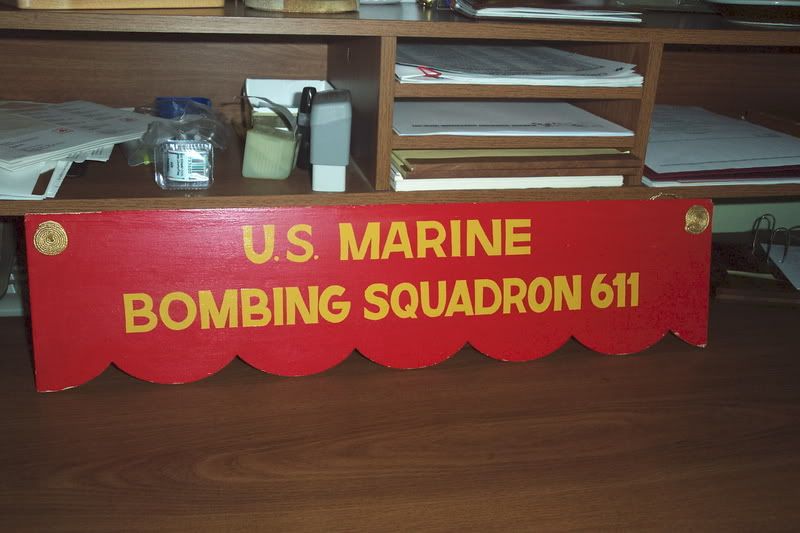 U.S. MARINE
BOMBING SQUADRON 611